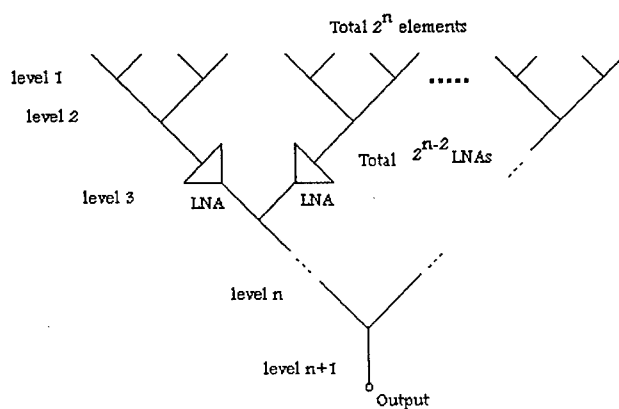 Total 2^n elements
level 1
level 2
Total 2^{n-2} LNAs
level 3
LNA
LNA
level n
level n+1
Output